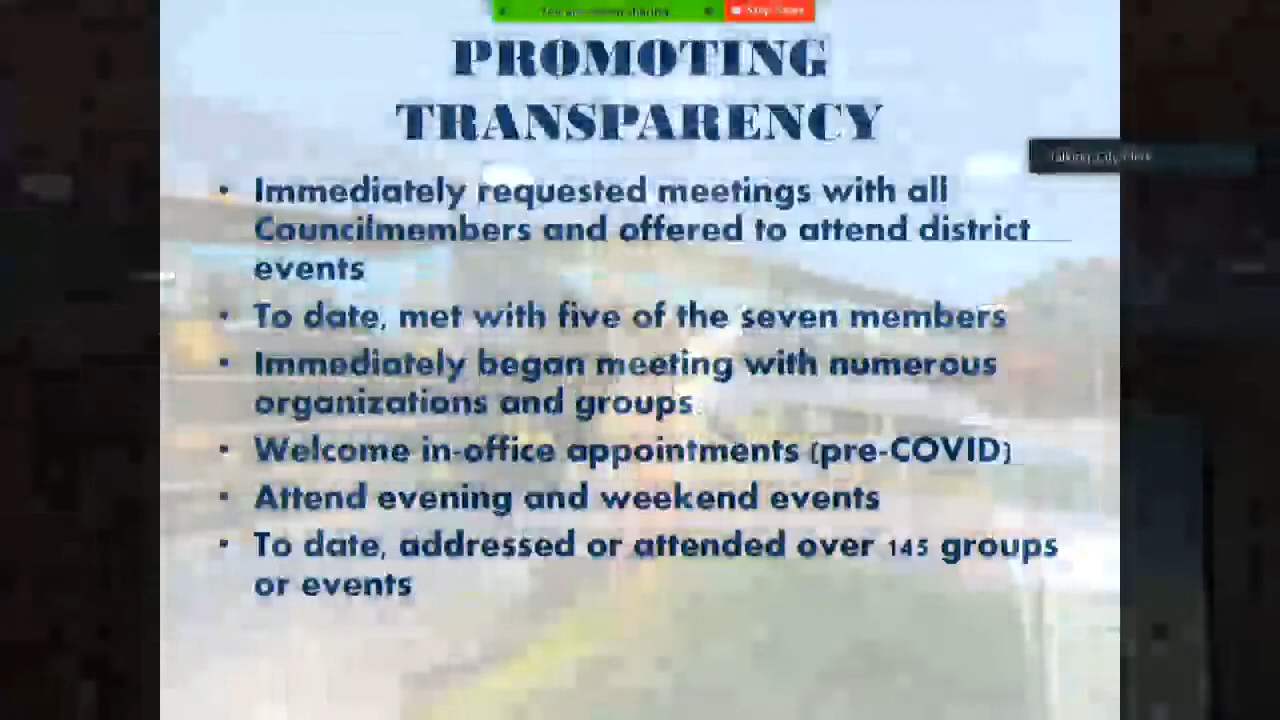 PROMOTING
TRANSPARENCY
• Immediately requested meetings with all
Councilmembers and offered to attend district
events
• To date, met with five of the seven members
• Immediately began meeting with numerous
organizations and groups
• Welcome in-office appointments (pre-COVID)
• Attend evening and weekend events
• To date, addressed or attended over 145 groups
or events